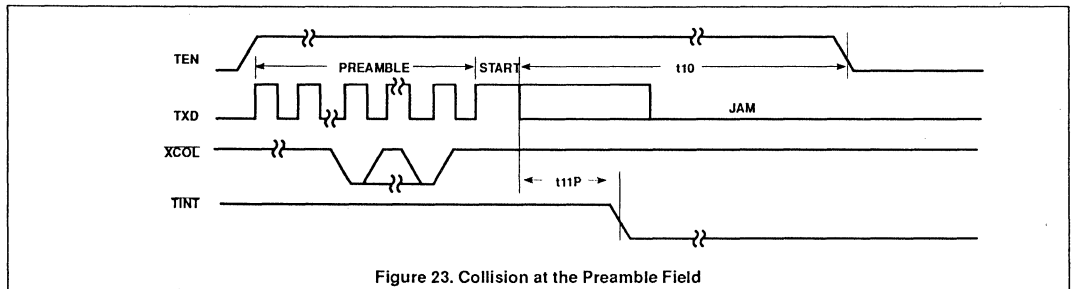 TEN
PREAMBLE START t10
TXD
JAM
XCOL
t11P
TINT
Figure 23. Collision at the Preamble Field